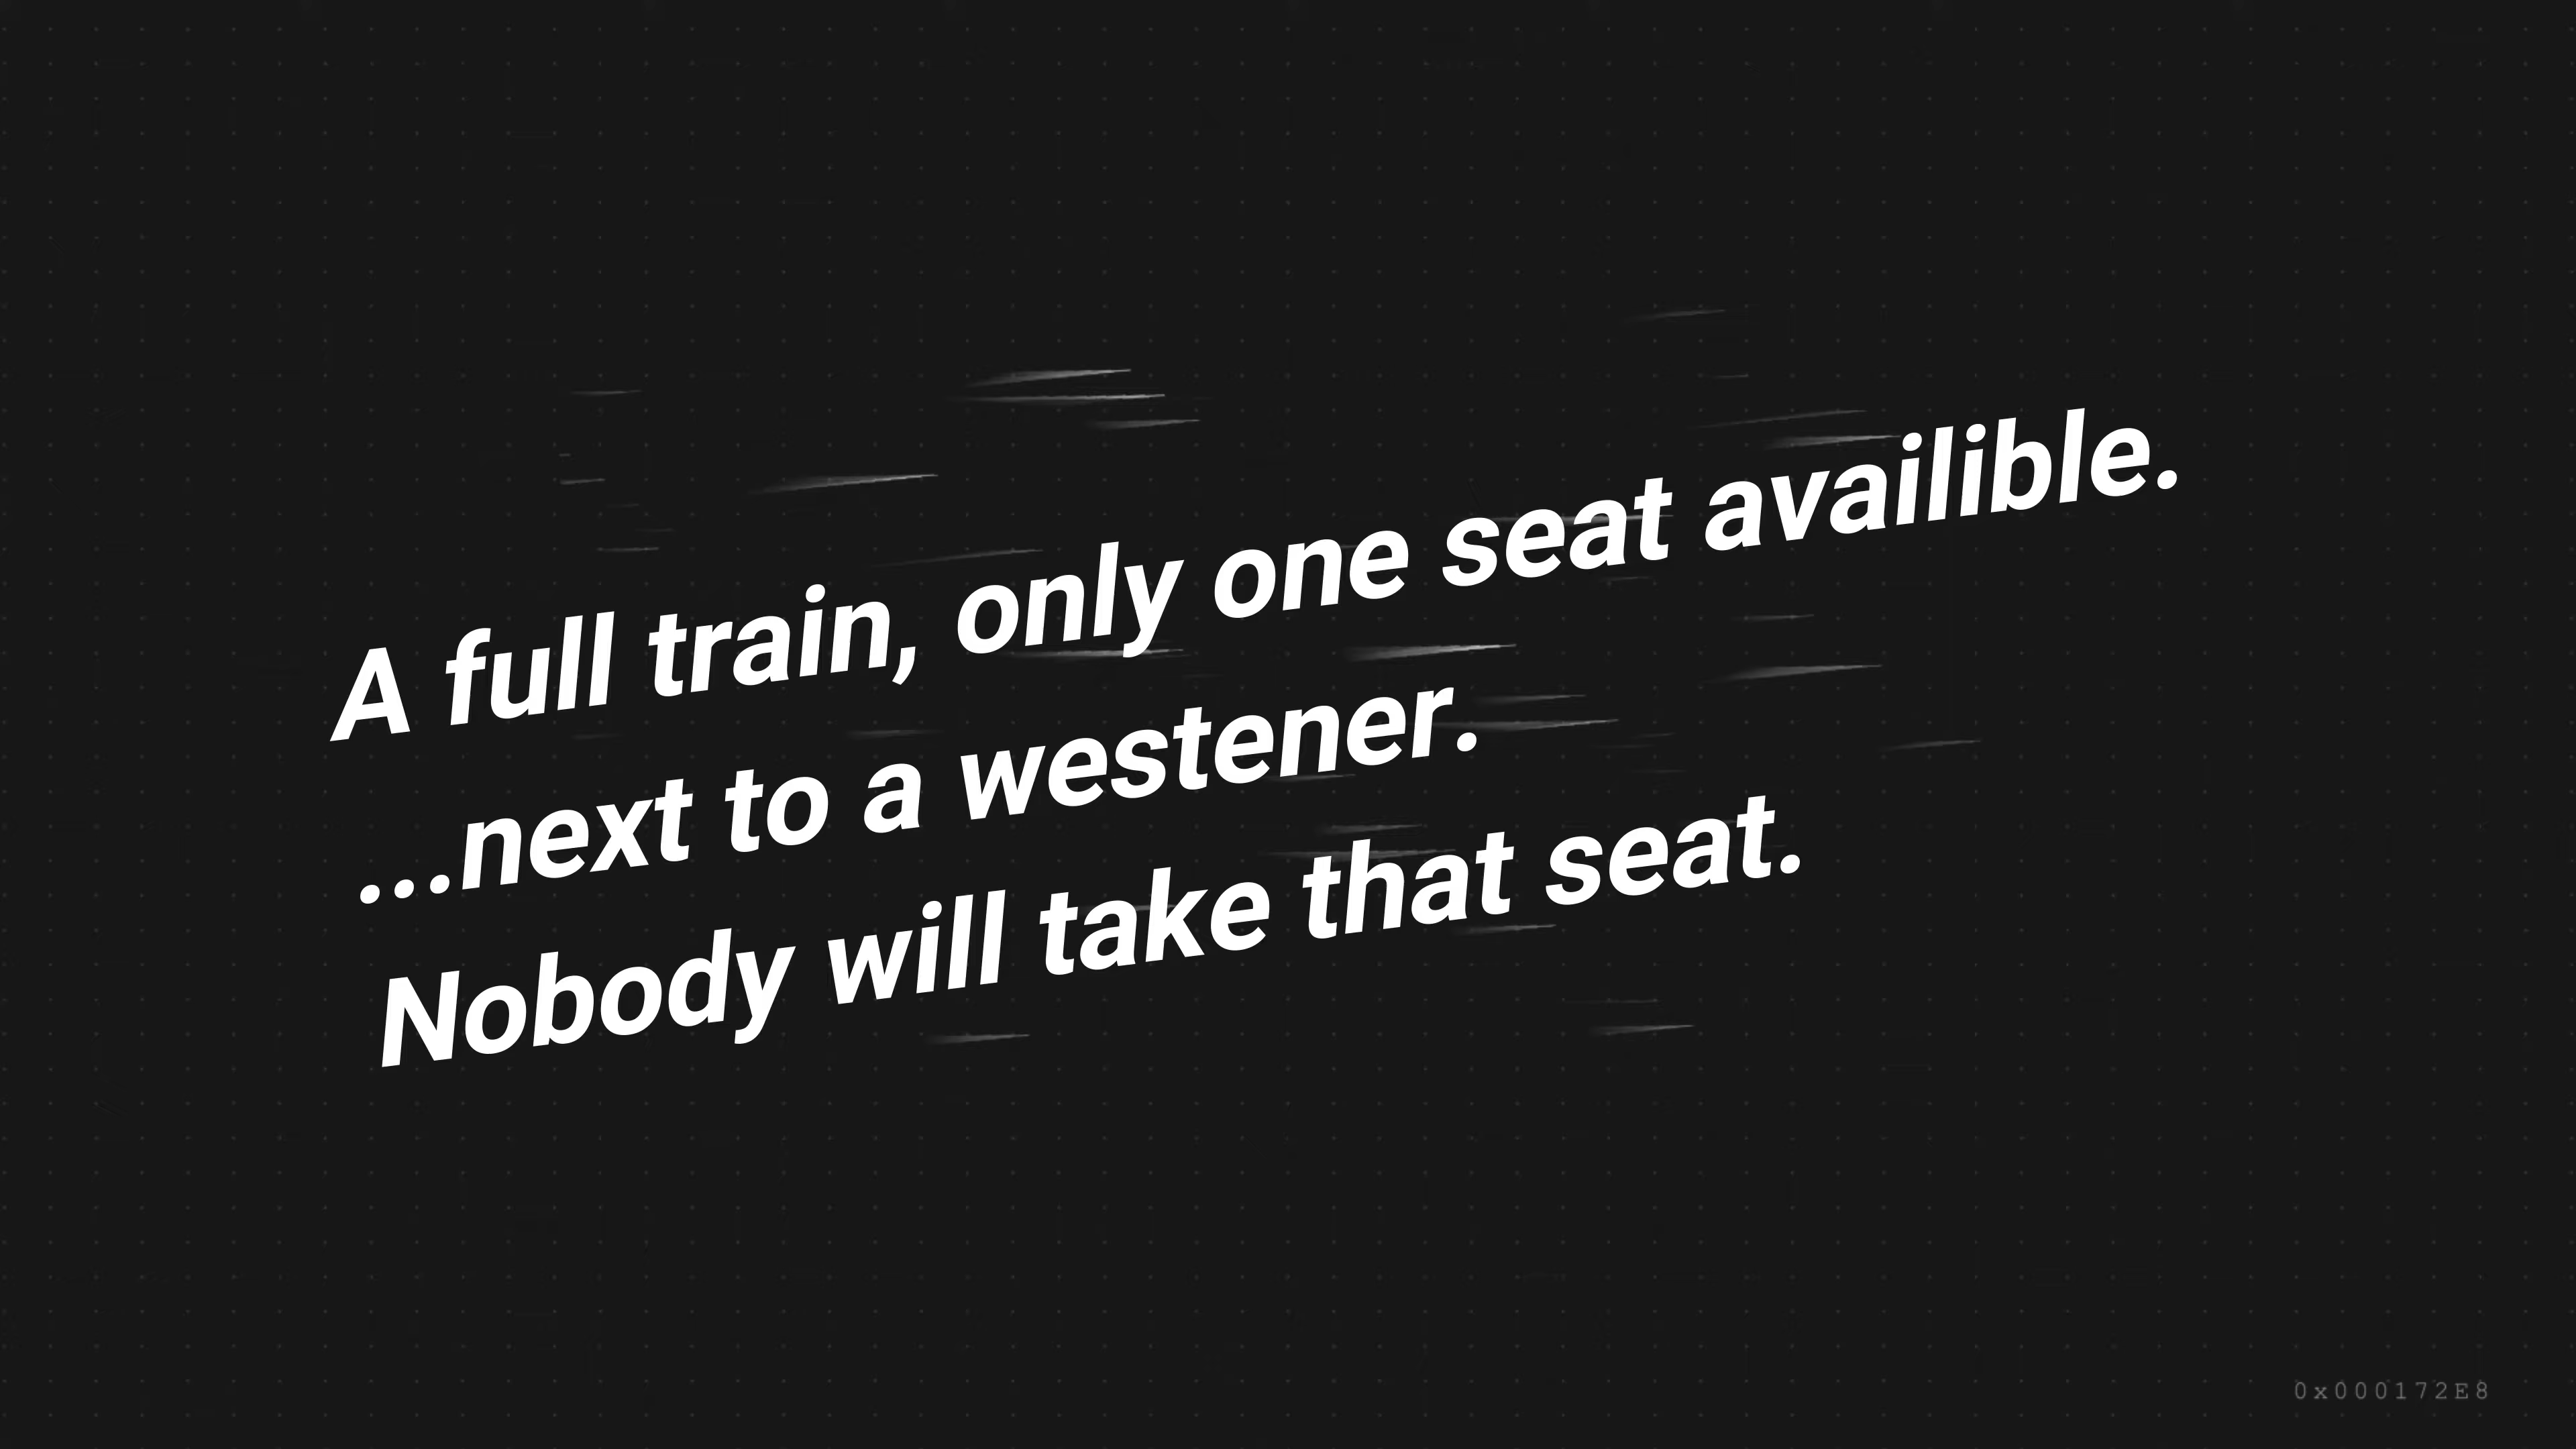 A full train, only one seat availible.
...next to a westener.
Nobody will take that seat.
0x000172E8